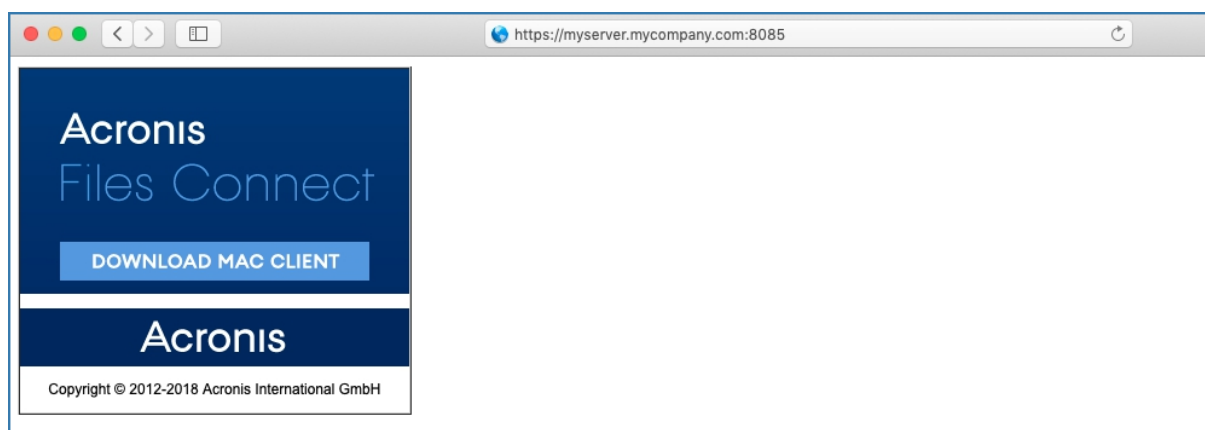 https://myserver.mycompany.com:8085
Acronis
Files Connect
DOWNLOAD MAC CLIENT
Acronis
Copyright © 2012-2018 Acronis International GmbH